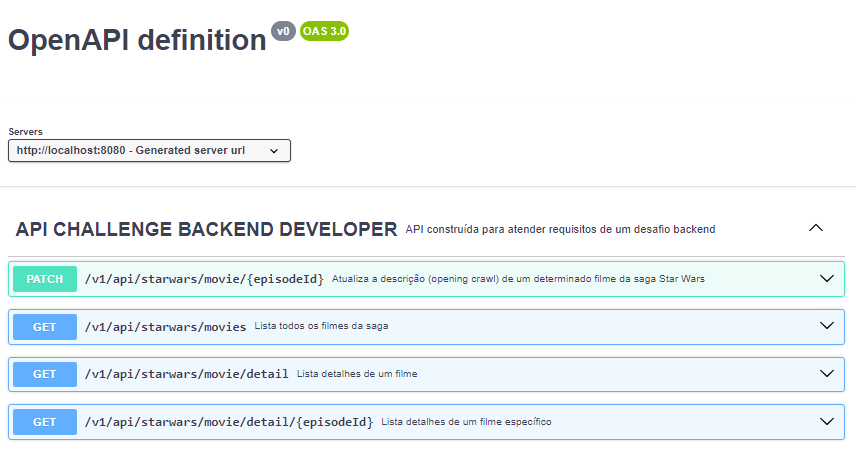 OpenAPI definition v0 OAS 3.0
Servers
http://localhost:8080 - Generated server url
API CHALLENGE BACKEND DEVELOPER API construída para atender requisitos de um desafio backend
PATCH /v1/api/starwars/movie/{episodeId} Atualiza a descrição (opening crawl) de um determinado filme da saga Star Wars
GET /v1/api/starwars/movies Lista todos os filmes da saga
GET /v1/api/starwars/movie/detail Lista detalhes de um filme
GET /v1/api/starwars/movie/detail/{episodeId} Lista detalhes de um filme específico